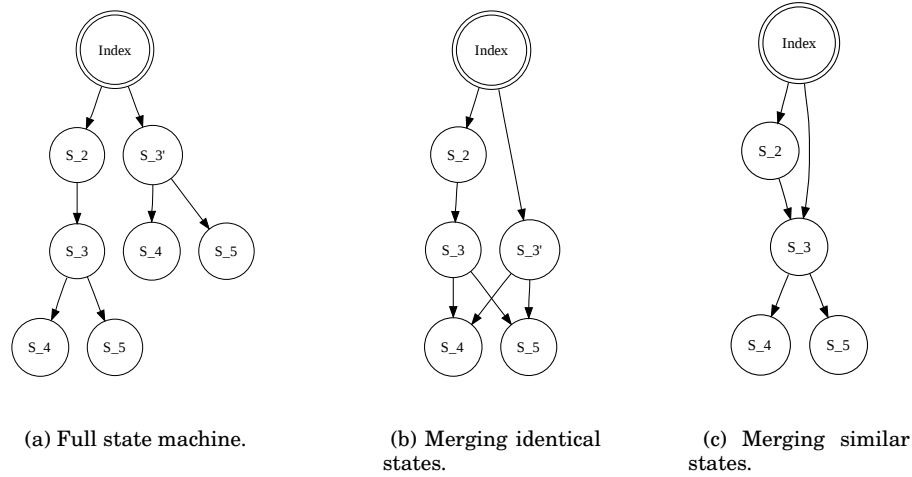 Index
S_2
S_3'
S_3
S_4
S_5
S_4
S_5
(a) Full state machine.
Index
S_2
S_3
S_3'
S_4
S_5
(b) Merging identical
states.
Index
S_2
S_3
S_4
S_5
(c) Merging similar
states.